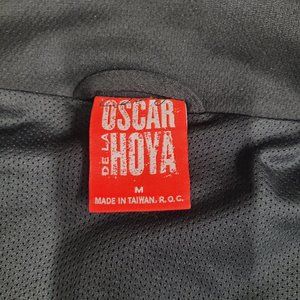 OSCAR
DE LA
HOYA
M
MADE IN TAIWAN. R.O.C.